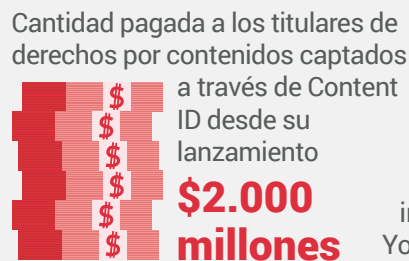 Cantidad pagada a los titulares de
derechos por contenidos captados
a través de Content
ID desde su
lanzamiento
$2.000
millones
$
$
$
$
$
$